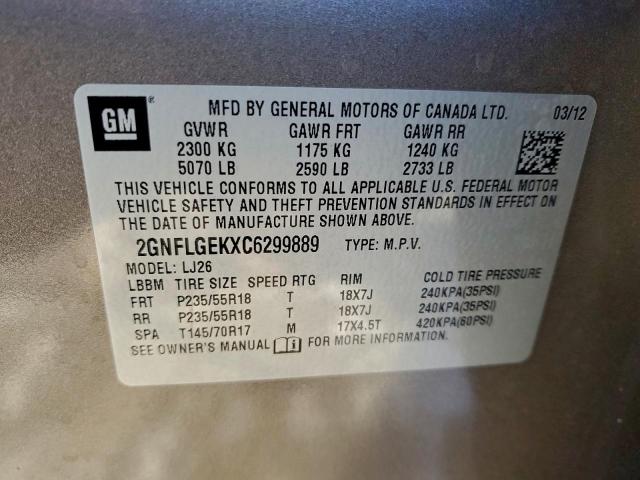 GM MFD BY GENERAL MOTORS OF CANADA LTD. 03/12
GVWR GAWR FRT GAWR RR
2300 KG 1175 KG 1240 KG
5070 LB 2590 LB 2733 LB
THIS VEHICLE CONFORMS TO ALL APPLICABLE U.S. FEDERAL MOTOR
VEHICLE SAFETY AND THEFT PREVENTION STANDARDS IN EFFECT ON
THE DATE OF MANUFACTURE SHOWN ABOVE.
2GNFLGEKXC6299889 TYPE: M.P.V.
MODEL: LJ26
LBBM TIRE SIZE SPEED RTG RIM COLD TIRE PRESSURE
FRT P235/55R18 T 18X7J 240KPA(35PSI)
RR P235/55R18 T 18X7J 240KPA(35PSI)
SPA T145/70R17 M 17X4.5T 420KPA(60PSI)
SEE OWNER'S MANUAL FOR MORE INFORMATION.